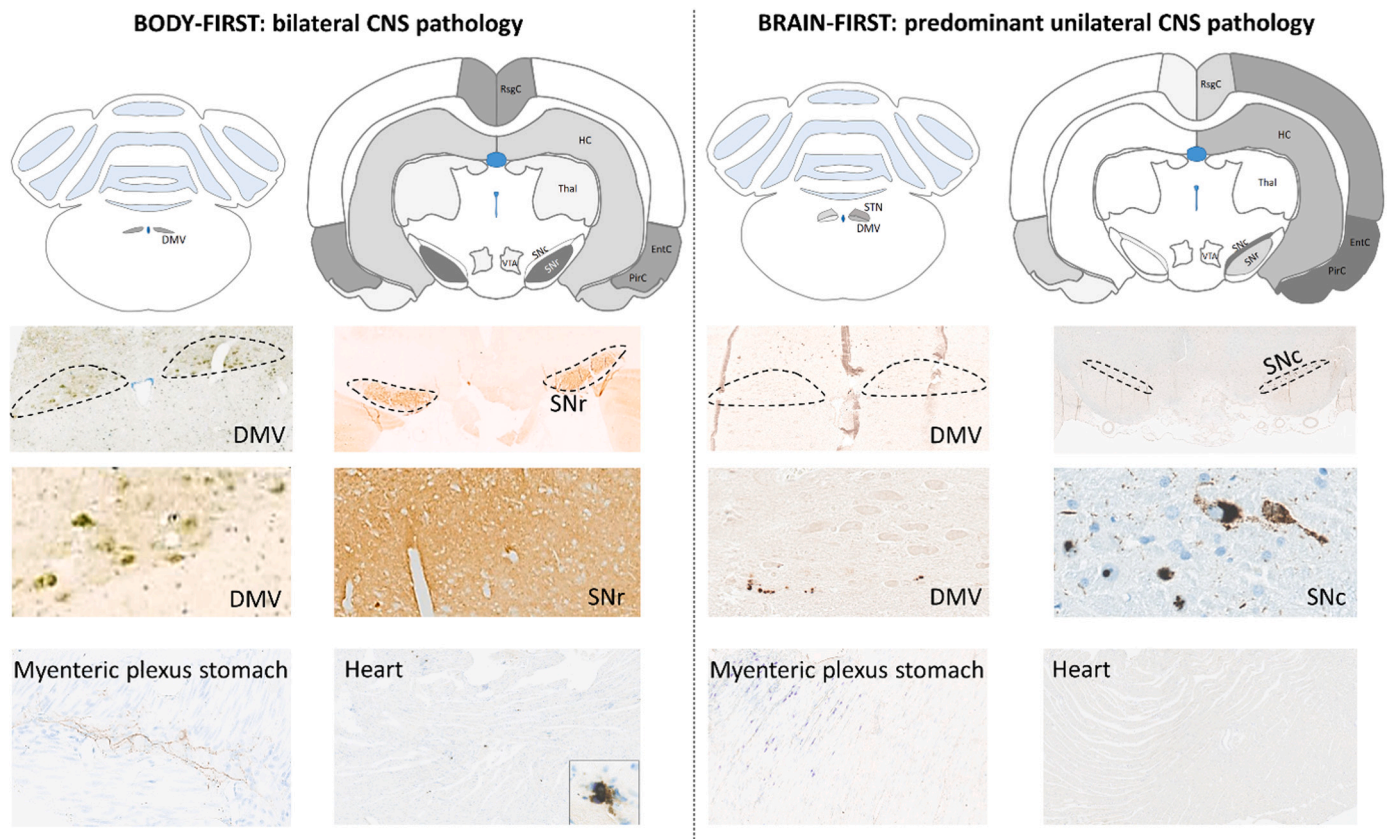 BODY-FIRST: bilateral CNS pathology
RsgC
HC
Thal
DMV
SNc
VTA
SNr
EntC
PirC
DMV
SNr
DMV
SNr
Myenteric plexus stomach
Heart
BRAIN-FIRST: predominant unilateral CNS pathology
RsgC
HC
Thal
STN
DMV
SNc
VTA
SNr
EntC
PirC
DMV
SNc
DMV
SNc
Myenteric plexus stomach
Heart